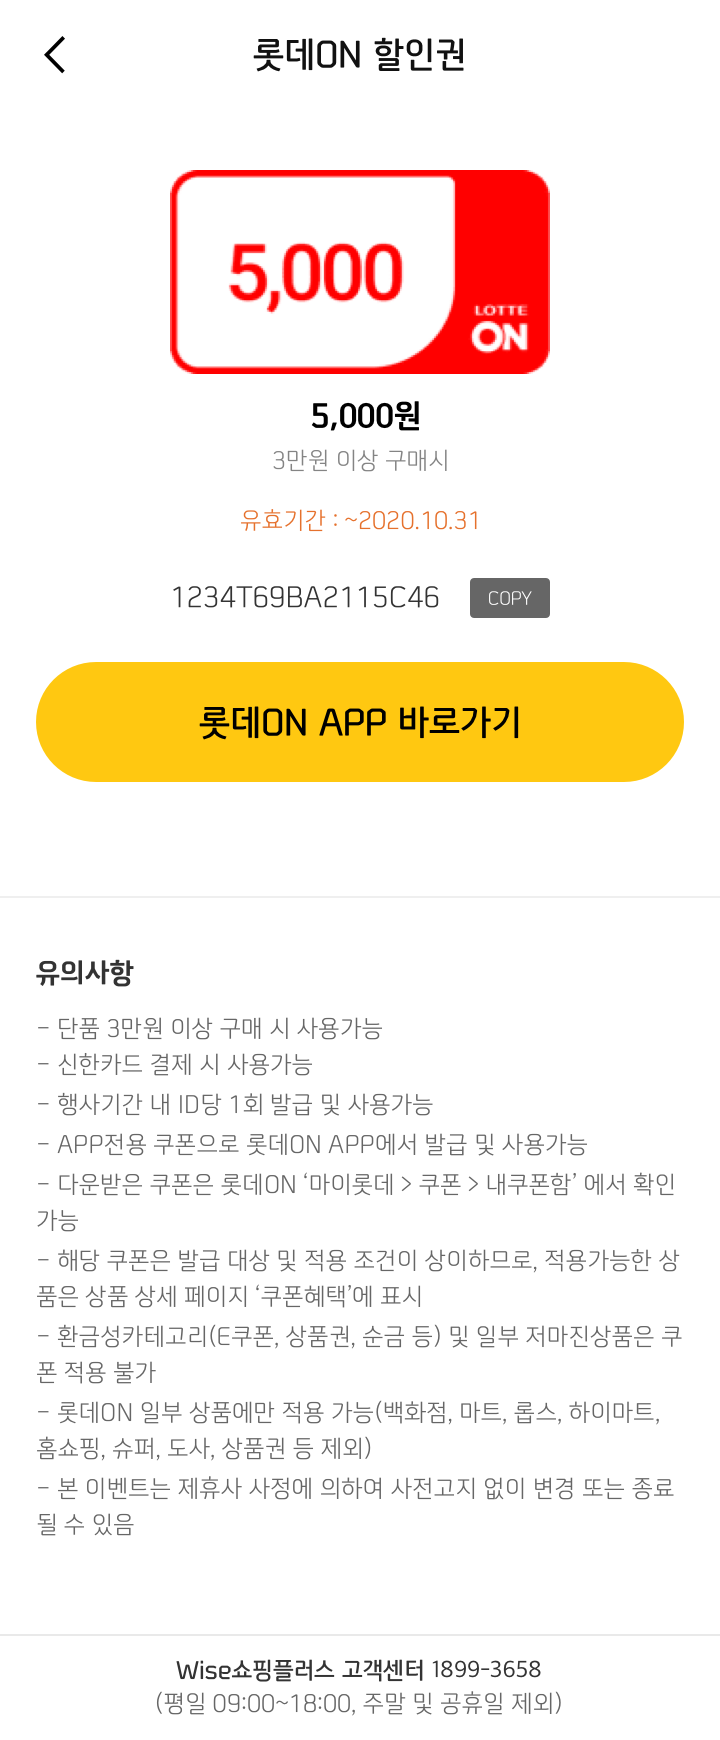 롯데ON 할인권
5,000
LOTTE
ON
5,000원
3만원 이상 구매시
유효기간 : ~2020.10.31
1234T69BA2115C46
COPY
롯데ON APP 바로가기
유의사항
- 단품 3만원 이상 구매 시 사용가능
- 신한카드 결제 시 사용가능
- 행사기간 내 ID당 1회 발급 및 사용가능
- APP전용 쿠폰으로 롯데ON APP에서 발급 및 사용가능
- 다운받은 쿠폰은 롯데ON ‘마이롯데 > 쿠폰 > 내쿠폰함’ 에서 확인
가능
- 해당 쿠폰은 발급 대상 및 적용 조건이 상이하므로, 적용가능한 상
품은 상품 상세 페이지 ‘쿠폰혜택’에 표시
- 환금성카테고리(E쿠폰, 상품권, 순금 등) 및 일부 저마진상품은 쿠
폰 적용 불가
- 롯데ON 일부 상품에만 적용 가능(백화점, 마트, 롭스, 하이마트,
홈쇼핑, 슈퍼, 도사, 상품권 등 제외)
- 본 이벤트는 제휴사 사정에 의하여 사전고지 없이 변경 또는 종료
될 수 있음
Wise쇼핑플러스 고객센터 1899-3658
(평일 09:00~18:00, 주말 및 공휴일 제외)